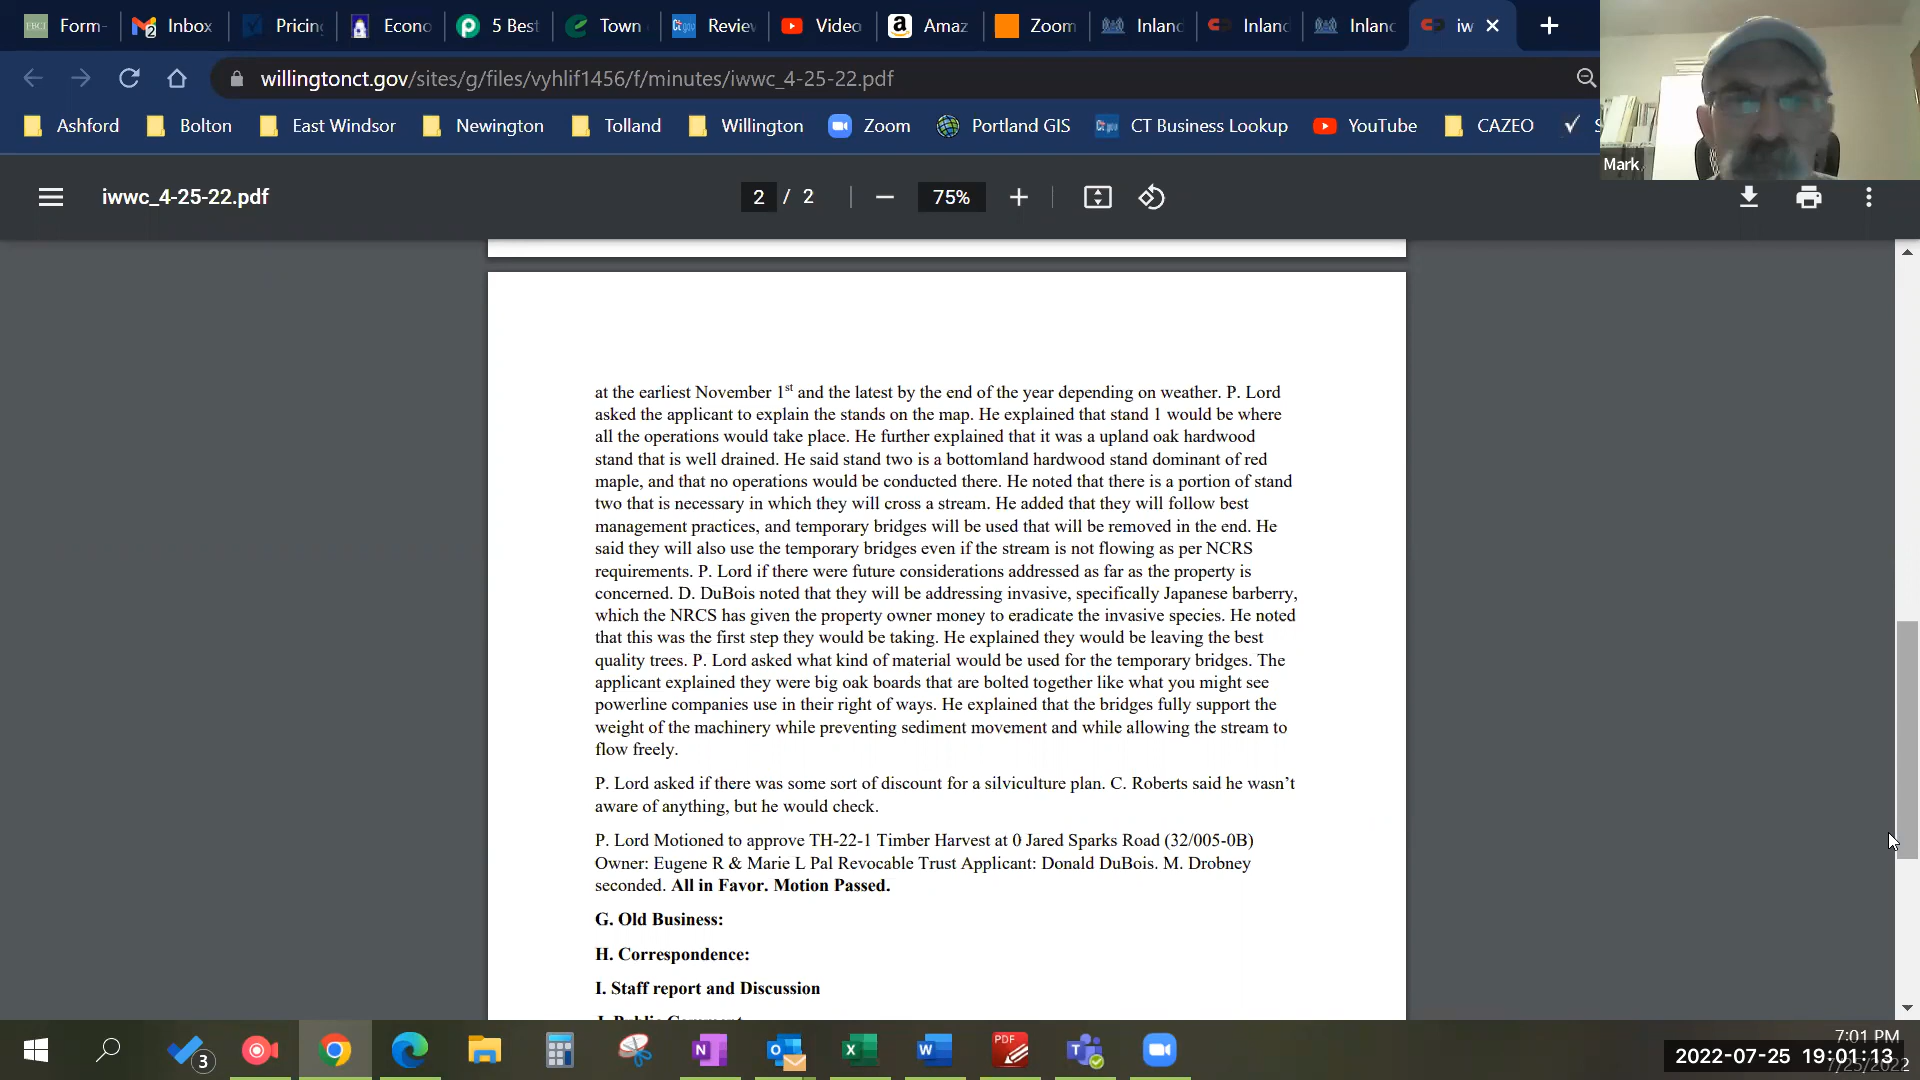 Form-
Inbox
Pricing
Econo
5 Best
Town
Review
Video
Amaz
Zoom
Inland
Inland
Inland
iw
willingtonct.gov/sites/g/files/vyhlif1456/f/minutes/iwwc_4-25-22.pdf
Ashford
Bolton
East Windsor
Newington
Tolland
Willington
Zoom
Portland GIS
CT Business Lookup
YouTube
CAZEO
Mark
iwwc_4-25-22.pdf
2 / 2
75%
at the earliest November 1st and the latest by the end of the year depending on weather. P. Lord
asked the applicant to explain the stands on the map. He explained that stand 1 would be where
all the operations would take place. He further explained that it was a upland oak hardwood
stand that is well drained. He said stand two is a bottomland hardwood stand dominant of red
maple, and that no operations would be conducted there. He noted that there is a portion of stand
two that is necessary in which they will cross a stream. He added that they will follow best
management practices, and temporary bridges will be used that will be removed in the end. He
said they will also use the temporary bridges even if the stream is not flowing as per NCRS
requirements. P. Lord if there were future considerations addressed as far as the property is
concerned. D. DuBois noted that they will be addressing invasive, specifically Japanese barberry,
which the NRCS has given the property owner money to eradicate the invasive species. He noted
that this was the first step they would be taking. He explained they would be leaving the best
quality trees. P. Lord asked what kind of material would be used for the temporary bridges. The
applicant explained they were big oak boards that are bolted together like what you might see
powerline companies use in their right of ways. He explained that the bridges fully support the
weight of the machinery while preventing sediment movement and while allowing the stream to
flow freely.
P. Lord asked if there was some sort of discount for a silviculture plan. C. Roberts said he wasn't
aware of anything, but he would check.
P. Lord Motioned to approve TH-22-1 Timber Harvest at 0 Jared Sparks Road (32/005-0B)
Owner: Eugene R & Marie L Pal Revocable Trust Applicant: Donald DuBois. M. Drobney
seconded. All in Favor. Motion Passed.
G. Old Business:
H. Correspondence:
I. Staff report and Discussion
J. Public Comment
3
7:01 PM
2022-07-25 19:01:13
7/25/2022